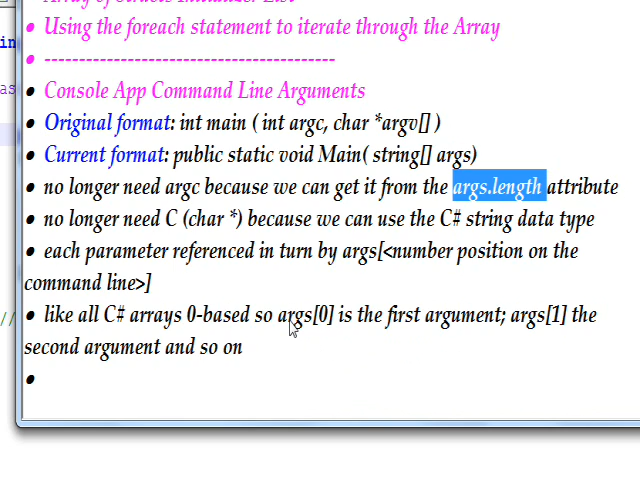 • Using the foreach statement to iterate through the Array
• ------------------------------------------
• Console App Command Line Arguments
• Original format: int main ( int argc, char *argv[] )
• Current format: public static void Main( string[] args)
• no longer need argc because we can get it from the args.length attribute
• no longer need C (char *) because we can use the C# string data type
• each parameter referenced in turn by args[<number position on the
command line>]
• like all C# arrays 0-based so args[0] is the first argument; args[1] the
second argument and so on
•